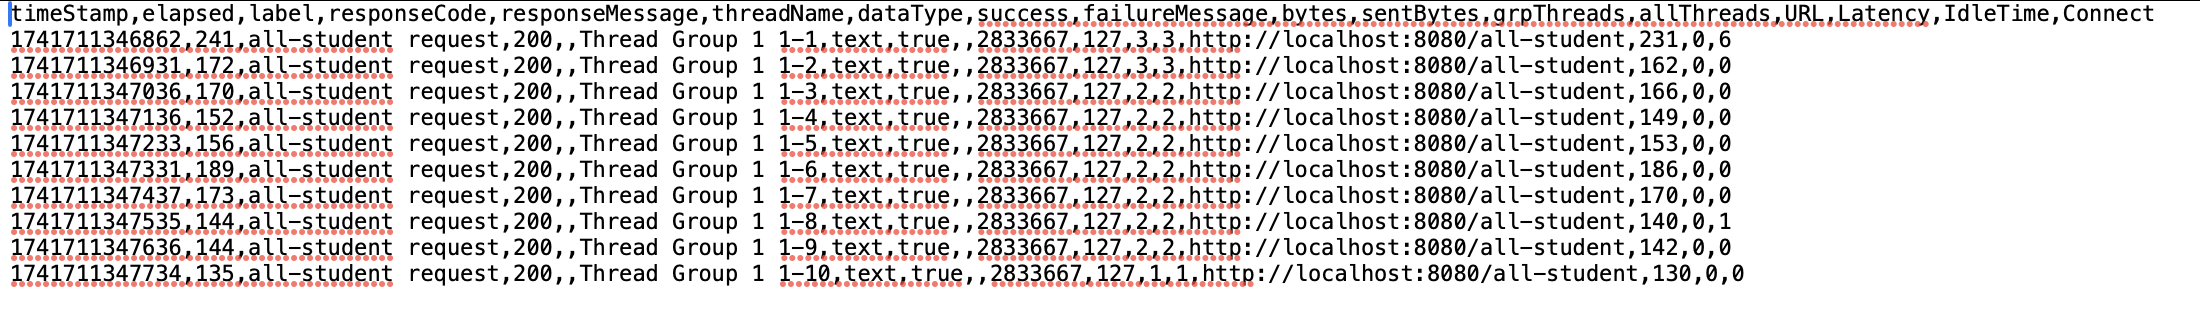 timeStamp,elapsed,label,responseCode,responseMessage,threadName,dataType,success,failureMessage,bytes,sentBytes,grpThreads,allThreads,URL,Latency,IdleTime,Connect
1741711346862,241,all-student request,200,,Thread Group 1 1-1,text,true,,2833667,127,3,3,http://localhost:8080/all-student,231,0,6
1741711346931,172,all-student request,200,,Thread Group 1 1-2,text,true,,2833667,127,3,3,http://localhost:8080/all-student,162,0,0
1741711347036,170,all-student request,200,,Thread Group 1 1-3,text,true,,2833667,127,2,2,http://localhost:8080/all-student,166,0,0
1741711347136,152,all-student request,200,,Thread Group 1 1-4,text,true,,2833667,127,2,2,http://localhost:8080/all-student,149,0,0
1741711347233,156,all-student request,200,,Thread Group 1 1-5,text,true,,2833667,127,2,2,http://localhost:8080/all-student,153,0,0
1741711347331,189,all-student request,200,,Thread Group 1 1-6,text,true,,2833667,127,2,2,http://localhost:8080/all-student,186,0,0
1741711347437,173,all-student request,200,,Thread Group 1 1-7,text,true,,2833667,127,2,2,http://localhost:8080/all-student,170,0,0
1741711347535,144,all-student request,200,,Thread Group 1 1-8,text,true,,2833667,127,2,2,http://localhost:8080/all-student,140,0,1
1741711347636,144,all-student request,200,,Thread Group 1 1-9,text,true,,2833667,127,2,2,http://localhost:8080/all-student,142,0,0
1741711347734,135,all-student request,200,,Thread Group 1 1-10,text,true,,2833667,127,1,1,http://localhost:8080/all-student,130,0,0